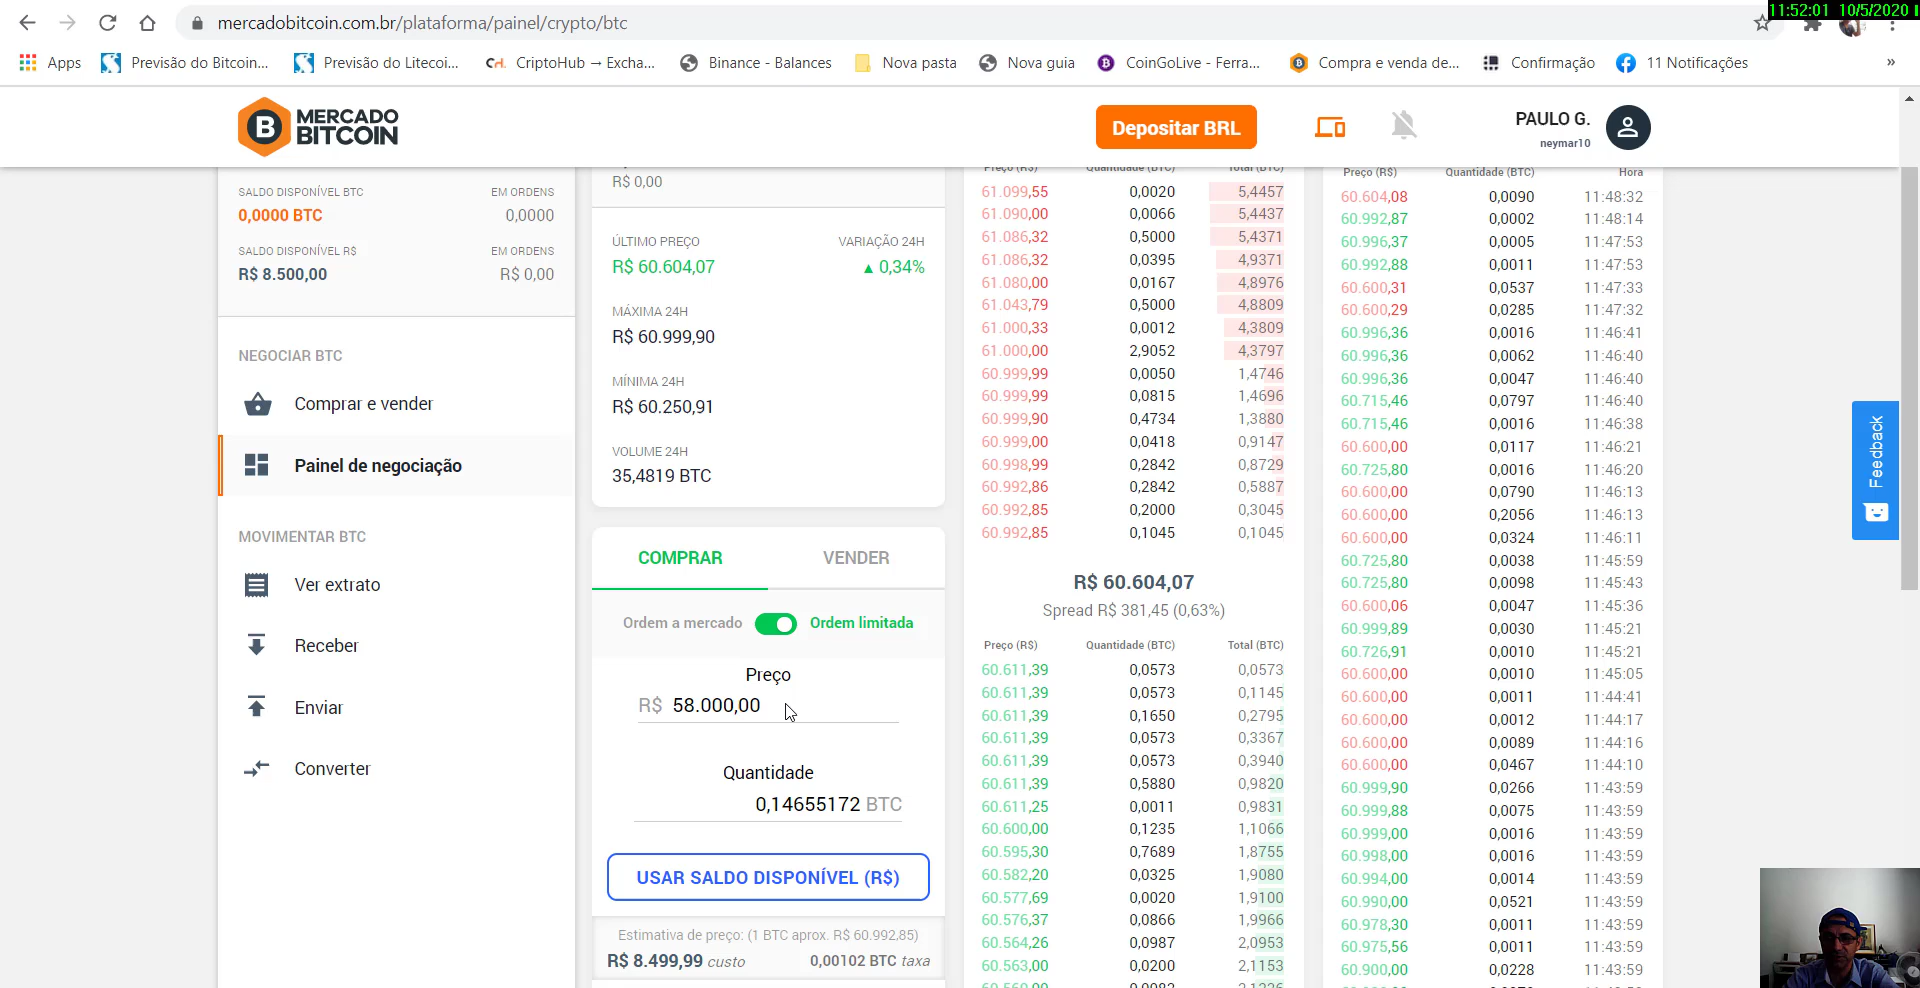 mercadobitcoin.com.br/plataforma/painel/crypto/btc
11:52:01 10/5/2020
Apps Previsão do Bitcoin... Previsão do Litecoi... CriptoHub → Excha... Binance - Balances Nova pasta Nova guia CoinGoLive - Ferra... Compra e venda de... Confirmação 11 Notificações »
MERCADO
BITCOIN
Depositar BRL
PAULO G.
neymar10
SALDO DISPONÍVEL BTC EM ORDENS
0,0000 BTC 0,0000
SALDO DISPONÍVEL R$ EM ORDENS
R$ 8.500,00 R$ 0,00
NEGOCIAR BTC
Comprar e vender
Painel de negociação
MOVIMENTAR BTC
Ver extrato
Receber
Enviar
Converter
R$ 0,00
ÚLTIMO PREÇO VARIAÇÃO 24H
R$ 60.604,07 ▲ 0,34%
MÁXIMA 24H
R$ 60.999,90
MÍNIMA 24H
R$ 60.250,91
VOLUME 24H
35,4819 BTC
COMPRAR VENDER
Ordem a mercado Ordem limitada
Preço
R$ 58.000,00
Quantidade
0,14655172 BTC
USAR SALDO DISPONÍVEL (R$)
Estimativa de preço: (1 BTC aprox. R$ 60.992,85)
R$ 8.499,99 custo 0,00102 BTC taxa
Preço (R$) Quantidade (BTC) Total (BTC)
61.099,55 0,0020 5,4457
61.090,00 0,0066 5,4437
61.086,32 0,5000 5,4371
61.086,32 0,0395 4,9371
61.080,00 0,0167 4,8976
61.043,79 0,5000 4,8809
61.000,33 0,0012 4,3809
61.000,00 2,9052 4,3797
60.999,99 0,0050 1,4746
60.999,99 0,0815 1,4696
60.999,90 0,4734 1,3880
60.999,00 0,0418 0,9147
60.998,99 0,2842 0,8729
60.992,86 0,2842 0,5887
60.992,85 0,2000 0,3045
60.992,85 0,1045 0,1045
R$ 60.604,07
Spread R$ 381,45 (0,63%)
Preço (R$) Quantidade (BTC) Total (BTC)
60.611,39 0,0573 0,0573
60.611,39 0,0573 0,1145
60.611,39 0,1650 0,2795
60.611,39 0,0573 0,3367
60.611,39 0,0573 0,3940
60.611,39 0,5880 0,9820
60.611,25 0,0011 0,9831
60.600,00 0,1235 1,1066
60.595,30 0,7689 1,8755
60.582,20 0,0325 1,9080
60.577,69 0,0020 1,9100
60.576,37 0,0866 1,9966
60.564,26 0,0987 2,0953
60.563,00 0,0200 2,1153
Preço (R$) Quantidade (BTC) Hora
60.604,08 0,0090 11:48:32
60.992,87 0,0002 11:48:14
60.996,37 0,0005 11:47:53
60.992,88 0,0011 11:47:53
60.600,31 0,0537 11:47:33
60.600,29 0,0285 11:47:32
60.996,36 0,0016 11:46:41
60.996,36 0,0062 11:46:40
60.996,36 0,0047 11:46:40
60.715,46 0,0797 11:46:40
60.715,46 0,0016 11:46:38
60.600,00 0,0117 11:46:21
60.725,80 0,0016 11:46:20
60.600,00 0,0790 11:46:13
60.600,00 0,2056 11:46:13
60.600,00 0,0324 11:46:11
60.725,80 0,0038 11:45:59
60.725,80 0,0098 11:45:43
60.600,06 0,0047 11:45:36
60.999,89 0,0030 11:45:21
60.726,91 0,0010 11:45:21
60.600,00 0,0010 11:45:05
60.600,00 0,0011 11:44:41
60.600,00 0,0012 11:44:17
60.600,00 0,0089 11:44:16
60.600,00 0,0467 11:44:10
60.999,90 0,0266 11:43:59
60.999,88 0,0075 11:43:59
60.999,00 0,0016 11:43:59
60.998,00 0,0016 11:43:59
60.994,00 0,0014 11:43:59
60.990,00 0,0521 11:43:59
60.978,30 0,0011 11:43:59
60.975,56 0,0011 11:43:59
60.900,00 0,0228 11:43:59
Feedback